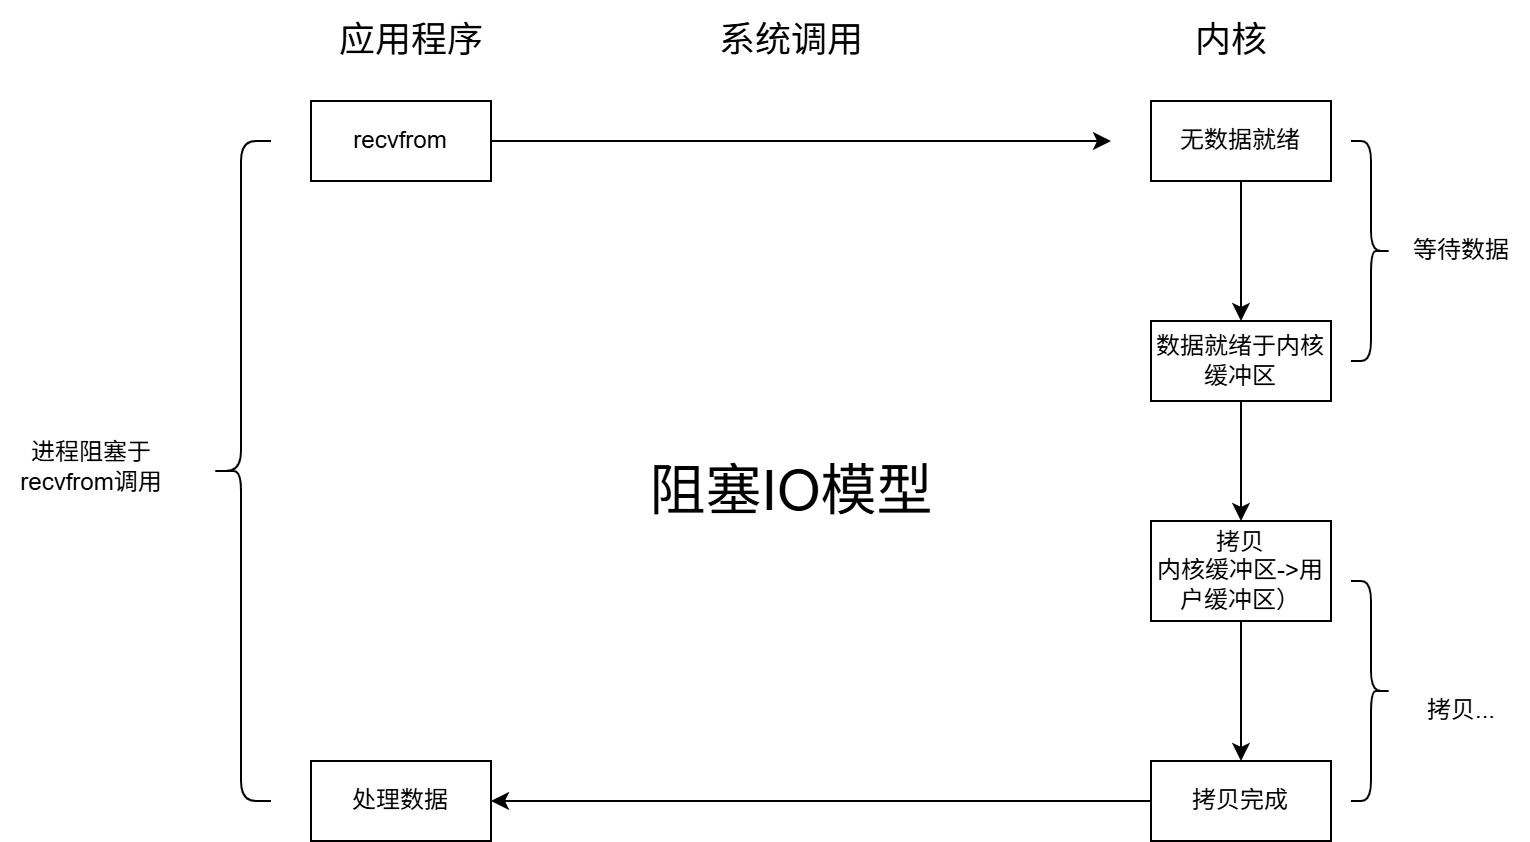 应用程序
系统调用
内核
recvfrom
无数据就绪
等待数据
数据就绪于内核
缓冲区
进程阻塞于
recvfrom调用
阻塞IO模型
拷贝
内核缓冲区->用
户缓冲区）
拷贝...
处理数据
拷贝完成